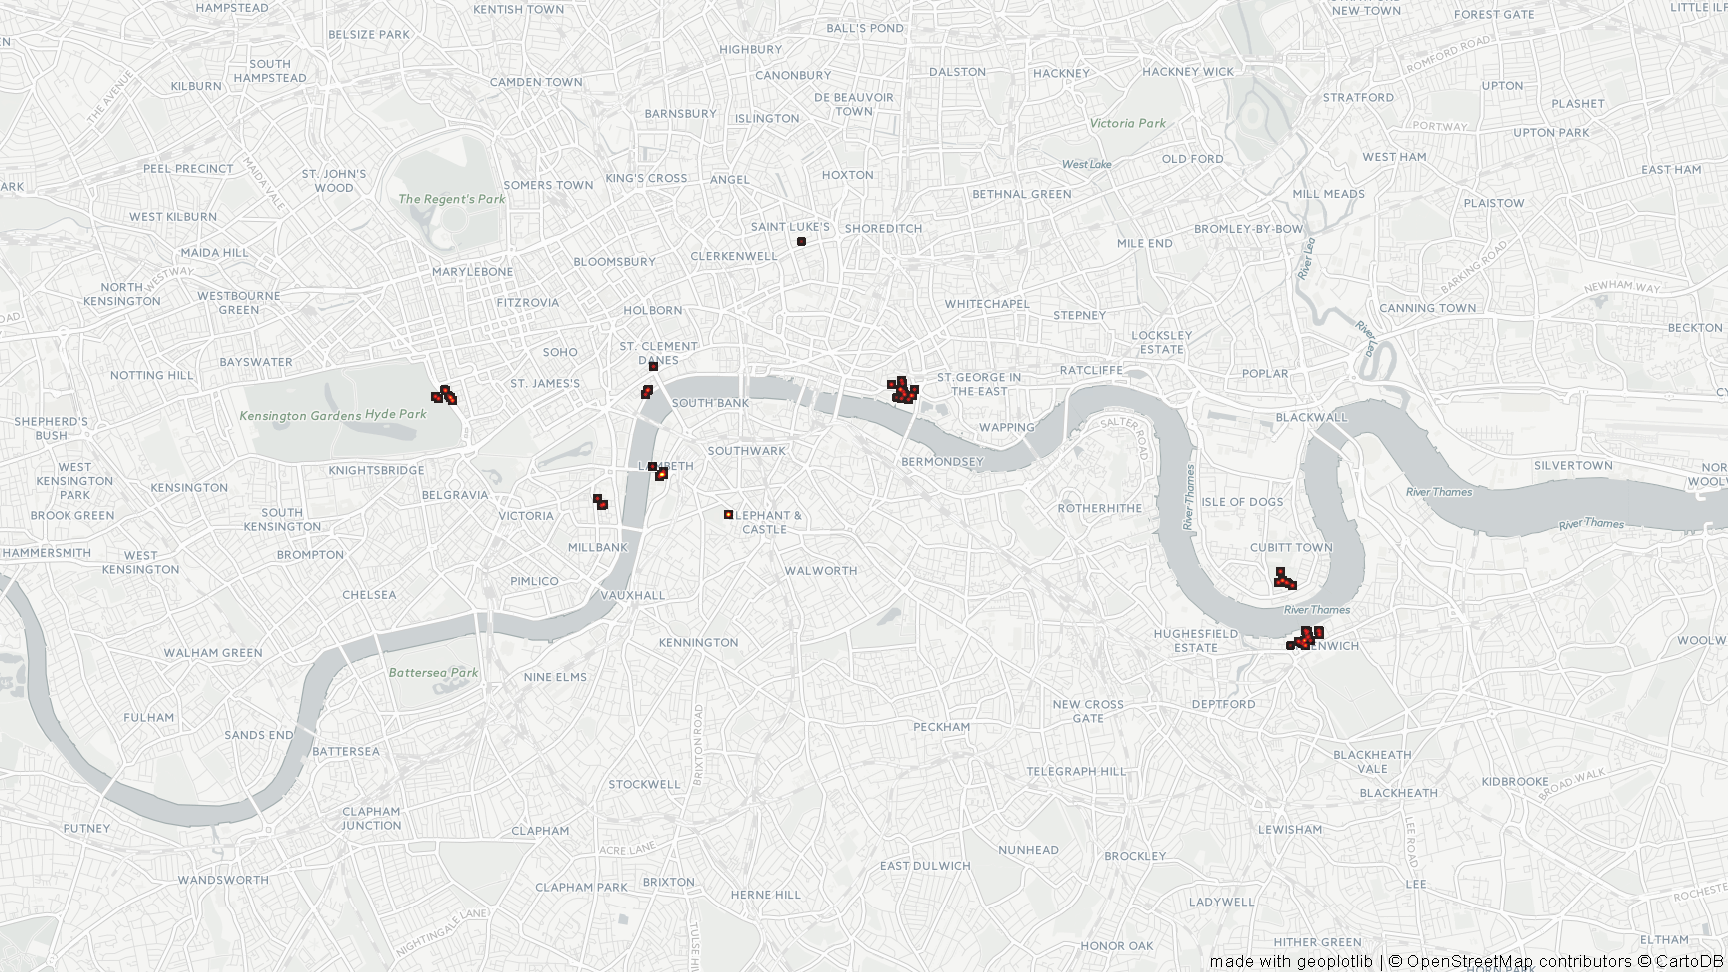 KENTISH TOWN
HAMPSTEAD
NEW TOWN
FOREST GATE
LITTLE ILF
BELSIZE PARK
BALL'S POND
HIGHBURY
ROMFORD ROAD
SOUTH
HAMPSTEAD
THE AVENUE
KILBURN
CAMDEN TOWN
CANONBURY
DALSTON
HACKNEY
HACKNEY WICK
UPTON
STRATFORD
PLASHET
DE BEAUVOIR
TOWN
BARNSBURY
ISLINGTON
Victoria Park
PORTWAY
UPTON PARK
PEEL PRECINCT
MAIDA VALE
ST. JOHN'S
WOOD
SOMERS TOWN
KING'S CROSS
ANGEL
HOXTON
West Lake
OLD FORD
WEST HAM
EAST HAM
ARK
The Regent's Park
BETHNAL GREEN
MILL MEADS
PLAISTOW
WEST KILBURN
SAINT LUKE'S
SHOREDITCH
BROMLEY-BY-BOW
MAIDA HILL
BLOOMSBURY
CLERKENWELL
MILE END
River Lea
BARKING ROAD
MARYLEBONE
WESTWAY
NORTH
KENSINGTON
WESTBOURNE
GREEN
FITZROVIA
HOLBORN
WHITECHAPEL
STEPNEY
CANNING TOWN
NEWHAM WAY
ROAD
LOCKSLEY
ESTATE
River
Lea
BECKTON
BAYSWATER
SOHO
ST. CLEMENT
DANES
NOTTING HILL
ST. JAMES'S
ST.GEORGE IN
THE EAST
RATCLIFFE
POPLAR
Kensington Gardens
Hyde Park
SOUTH BANK
BLACKWALL
SHEPHERD'S
BUSH
WAPPING
SALTER ROAD
SOUTHWARK
BERMONDSEY
WEST
KENSINGTON
PARK
KNIGHTSBRIDGE
LAMBETH
SILVERTOWN
NOR
WOOLW
KENSINGTON
BELGRAVIA
River Thames
River Thames
BROOK GREEN
SOUTH
KENSINGTON
VICTORIA
ELEPHANT &
CASTLE
ROTHERHITHE
ISLE OF DOGS
River Thames
HAMMERSMITH
WEST
KENSINGTON
BROMPTON
MILLBANK
CUBITT TOWN
PIMLICO
WALWORTH
CHELSEA
VAUXHALL
River Thames
KENNINGTON
HUGHESFIELD
ESTATE
ENWICH
WOOLW
WALHAM GREEN
Battersea Park
NINE ELMS
FULHAM
SANDS END
BATTERSEA
BRIXTON ROAD
PECKHAM
NEW CROSS
GATE
DEPTFORD
BLACKHEATH
VALE
STOCKWELL
TELEGRAPH HILL
KIDBROOKE
BROAD WALK
BLACKHEATH
CLAPHAM
JUNCTION
CLAPHAM
LEWISHAM
LEE ROAD
ACRE LANE
NUNHEAD
BROCKLEY
EAST DULWICH
WANDSWORTH
CLAPHAM PARK
BRIXTON
HERNE HILL
LEE
ROCHESTE
NIGHTINGALE LANE
LADYWELL
TULSE HI
HONOR OAK
HITHER GREEN
ELTHAM
made with geoplotlib | © OpenStreetMap contributors © CartoDB